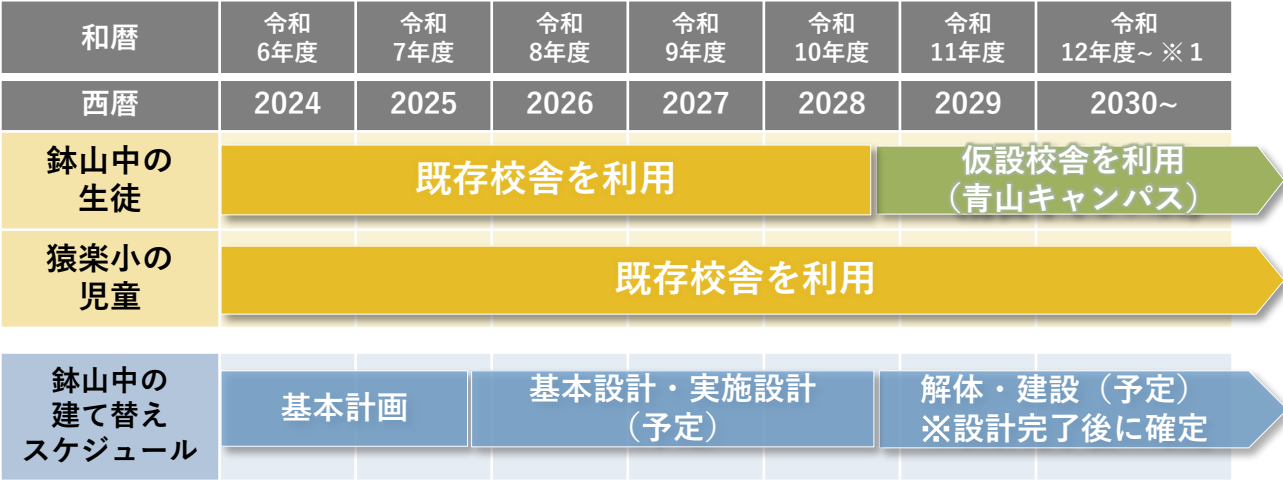 和暦
令和
6年度
令和
7年度
令和
8年度
令和
9年度
令和
10年度
令和
11年度
令和
12年度~ ※1
西暦
2024
2025
2026
2027
2028
2029
2030~
鉢山中の
生徒
既存校舎を利用
仮設校舎を利用
（青山キャンパス）
猿楽小の
児童
既存校舎を利用
鉢山中の
建て替え
スケジュール
基本計画
基本設計・実施設計
（予定）
解体・建設（予定）
※設計完了後に確定